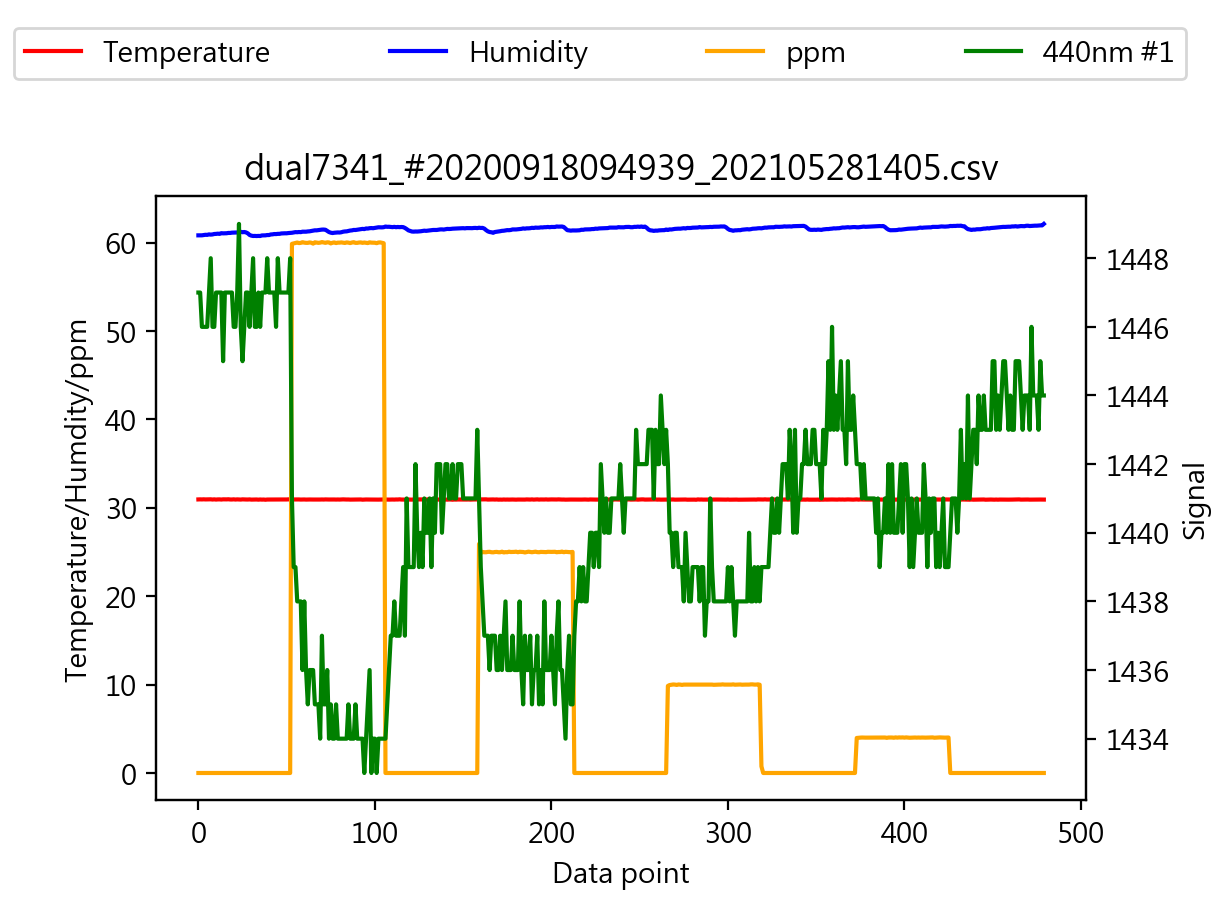 Temperature Humidity ppm 440nm #1
dual7341_#20200918094939_202105281405.csv
Temperature/Humdity/ppm
60
50
40
30
20
10
0
1448
1446
1444
1442
1440
1438
1436
1434
Signal
0 100 200 300 400 500
Data point